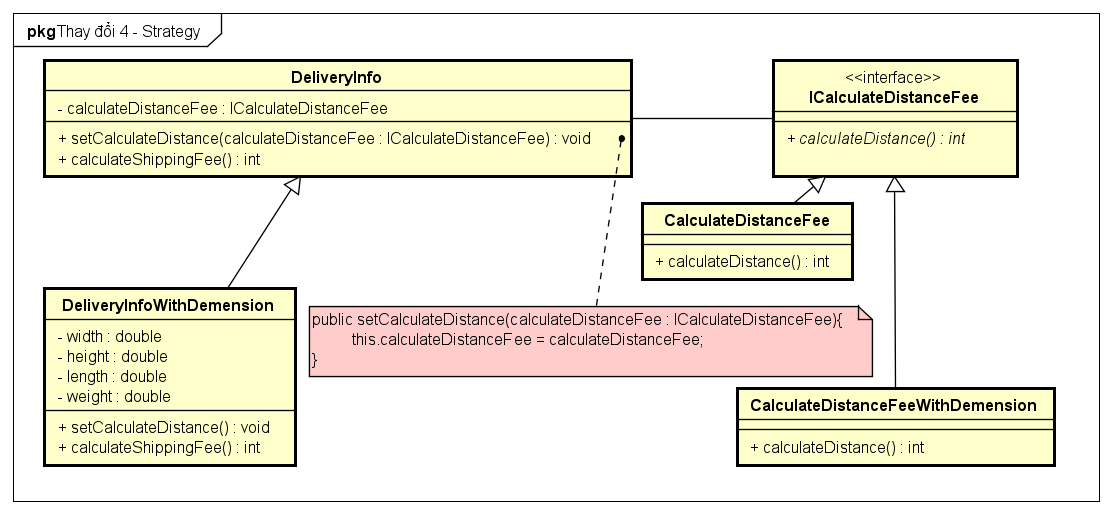 pkg Thay đổi 4 - Strategy
DeliveryInfo
- calculateDistanceFee : ICalculateDistanceFee
+ setCalculateDistance(calculateDistanceFee : ICalculateDistanceFee) : void
+ calculateShippingFee() : int
<<interface>>
ICalculateDistanceFee
+ calculateDistance() : int
CalculateDistanceFee
+ calculateDistance() : int
DeliveryInfoWithDemension
- width : double
- height : double
- length : double
- weight : double
+ setCalculateDistance() : void
+ calculateShippingFee() : int
public setCalculateDistance(calculateDistanceFee : ICalculateDistanceFee){
this.calculateDistanceFee = calculateDistanceFee;
}
CalculateDistanceFeeWithDemension
+ calculateDistance() : int